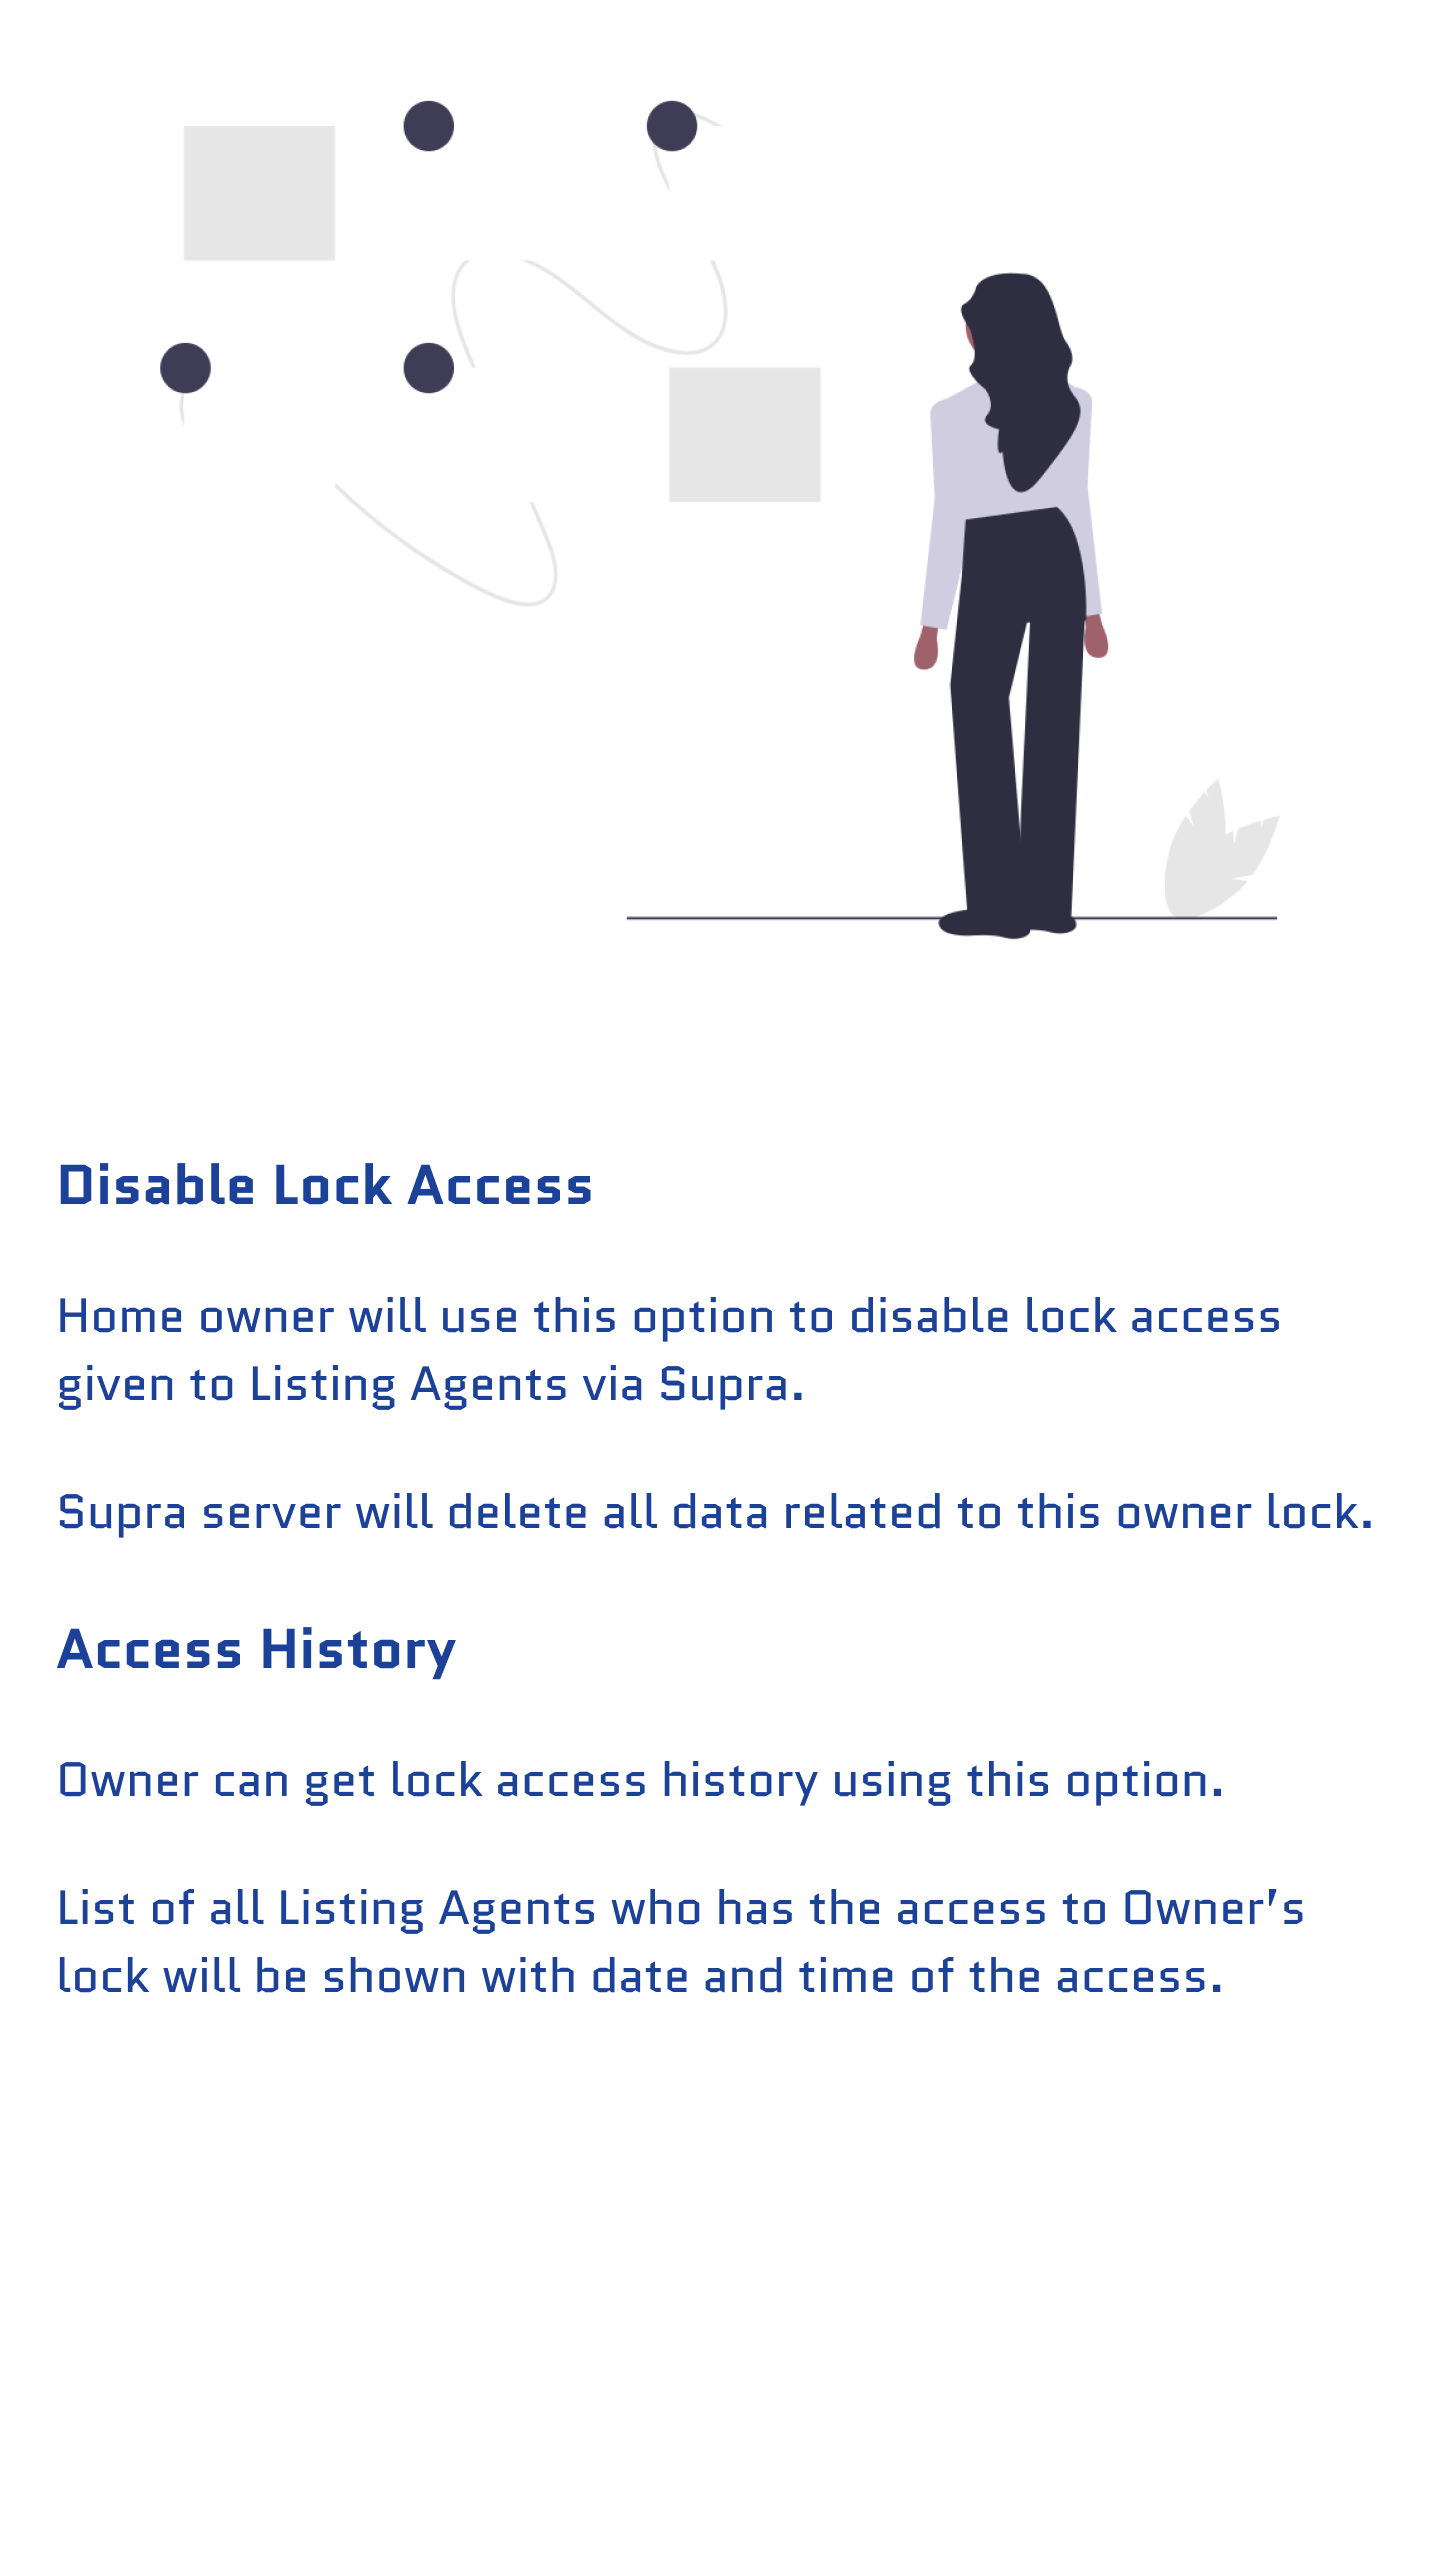 Disable Lock Access
Home owner will use this option to disable lock access
given to Listing Agents via Supra.
Supra server will delete all data related to this owner lock.
Access History
Owner can get lock access history using this option.
List of all Listing Agents who has the access to Owner's
lock will be shown with date and time of the access.